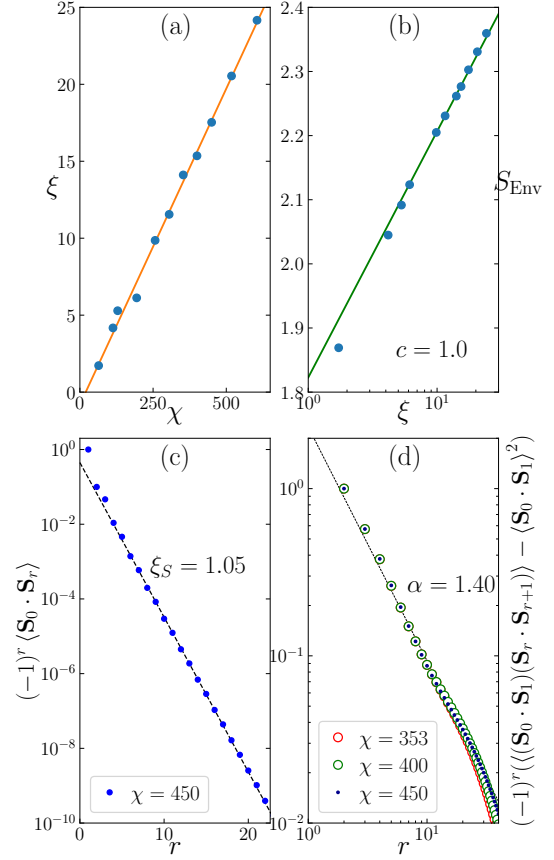 (a)
25
20
15
10
5
0
ξ
0
250
500
χ
(b)
2.4
2.3
2.2
2.1
2.0
1.9
1.8
S_Env
c = 1.0
10^0
10^1
ξ
(c)
10^0
10^{-2}
10^{-4}
10^{-6}
10^{-8}
10^{-10}
(−1)^r ⟨S_0 · S_r⟩
ξ_S = 1.05
χ = 450
0
10
20
r
(d)
10^0
10^{-1}
10^{-2}
α = 1.40
χ = 353
χ = 400
χ = 450
10^0
10^1
r
(−1)^r(⟨(S_0 · S_1)(S_r · S_{r+1})⟩ − ⟨S_0 · S_1⟩^2)